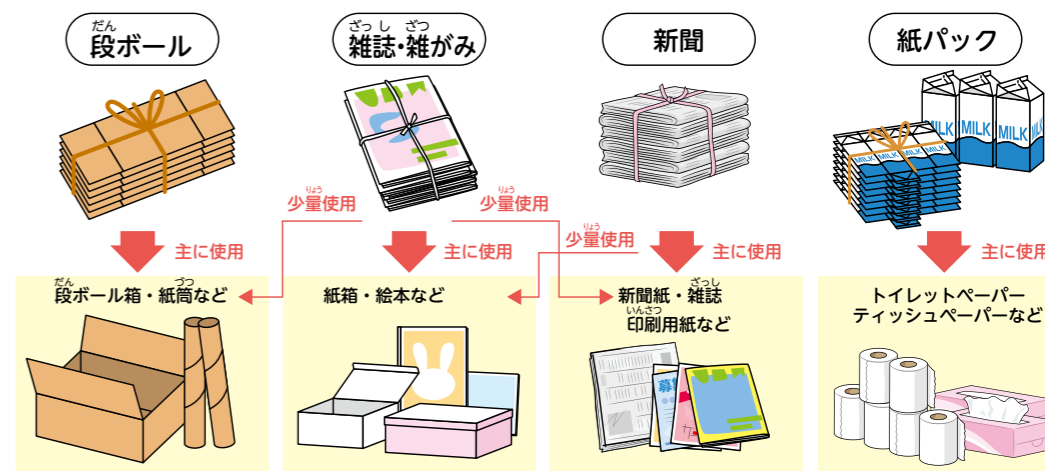 段ボール
雑誌・雑がみ
新聞
紙パック
MILK MILK MILK
MILK MILK MILK MILK
少量使用
少量使用
少量使用
主に使用
主に使用
主に使用
主に使用
段ボール箱・紙筒など
紙箱・絵本など
新聞紙・雑誌
印刷用紙など
トイレットペーパー
ティッシュペーパーなど
だん
ざっし
ざつ
りょう
りょう
りょう
だん
づつ
ざっし
いんさつ